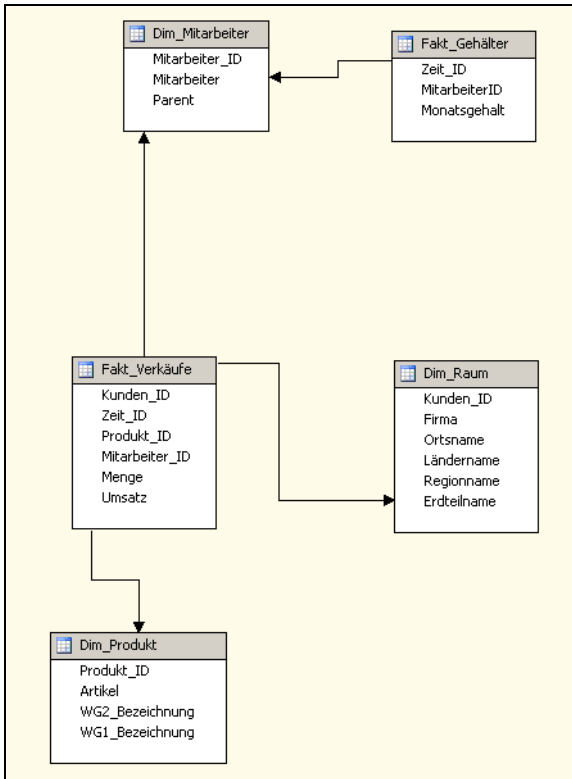 Dim_Mitarbeiter
Mitarbeiter_ID
Mitarbeiter
Parent
Fakt_Gehälter
Zeit_ID
MitarbeiterID
Monatsgehalt
Fakt_Verkäufe
Kunden_ID
Zeit_ID
Produkt_ID
Mitarbeiter_ID
Menge
Umsatz
Dim_Raum
Kunden_ID
Firma
Ortsname
Ländername
Regionname
Erdteilname
Dim_Produkt
Produkt_ID
Artikel
WG2_Bezeichnung
WG1_Bezeichnung